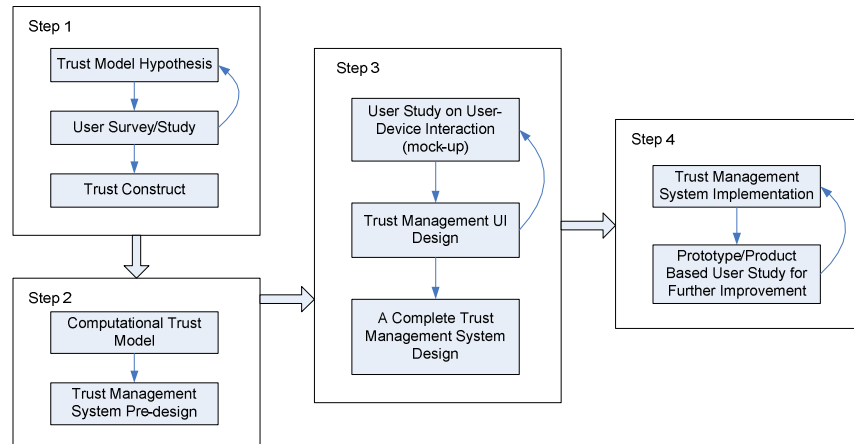 Step 1
Trust Model Hypothesis
User Survey/Study
Trust Construct
Step 2
Computational Trust
Model
Trust Management
System Pre-design
Step 3
User Study on User-
Device Interaction
(mock-up)
Trust Management UI
Design
A Complete Trust
Management System
Design
Step 4
Trust Management
System Implementation
Prototype/Product
Based User Study for
Further Improvement